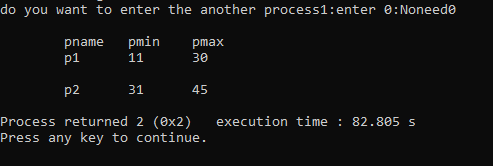 do you want to enter the another process1:enter 0:Noneed0
pname pmin pmax
p1 11 30
p2 31 45
Process returned 2 (0x2) execution time : 82.805 s
Press any key to continue.